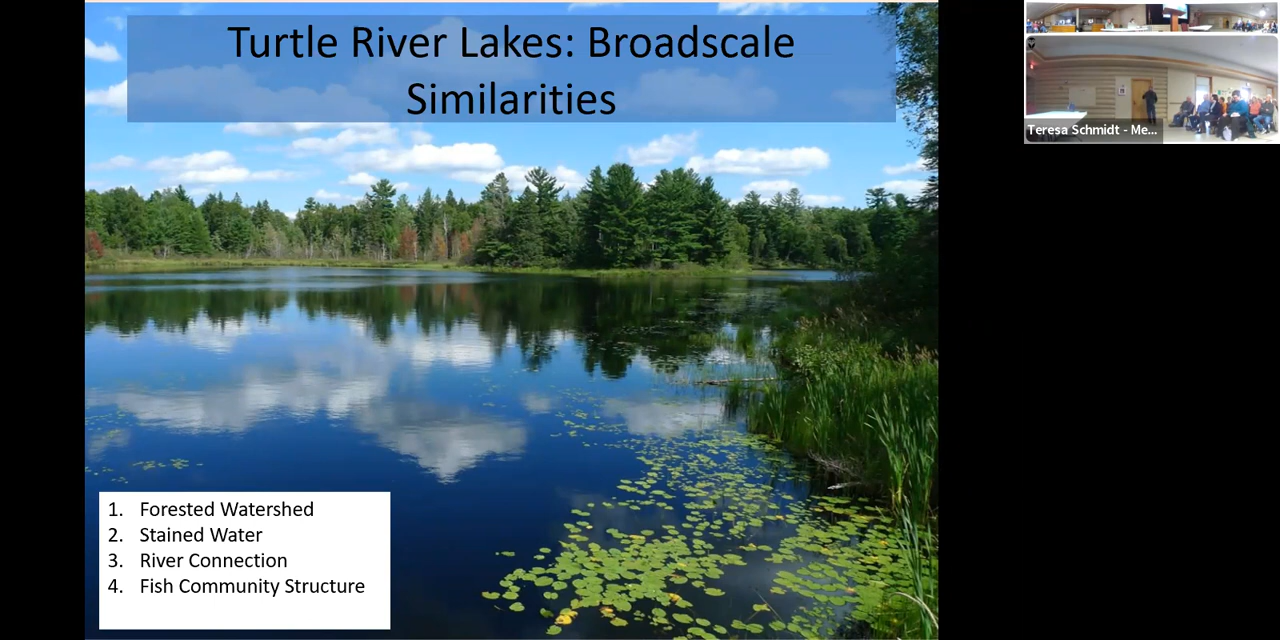 Turtle River Lakes: Broadscale
Similarities
1. Forested Watershed
2. Stained Water
3. River Connection
4. Fish Community Structure
Teresa Schmidt - Me...